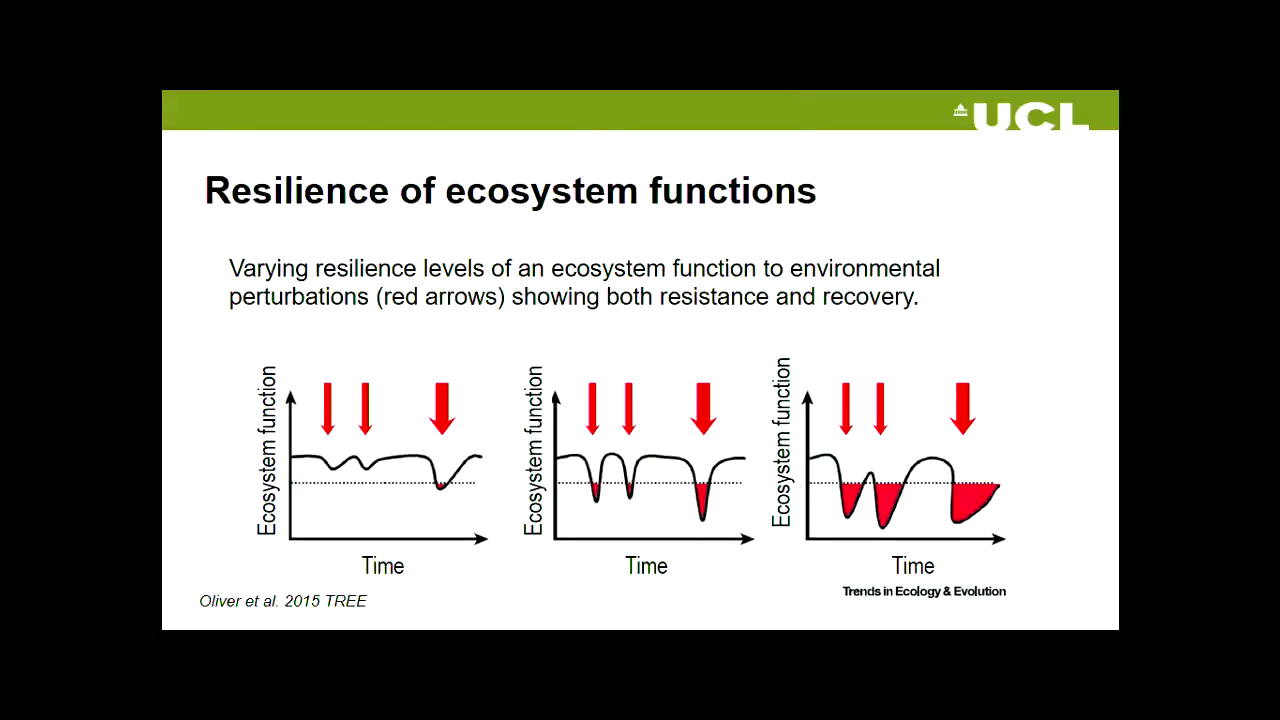 UCL
Resilience of ecosystem functions
Varying resilience levels of an ecosystem function to environmental
perturbations (red arrows) showing both resistance and recovery.
Ecosystem function
Time
Ecosystem function
Time
Ecosystem function
Time
Trends in Ecology & Evolution
Oliver et al. 2015 TREE